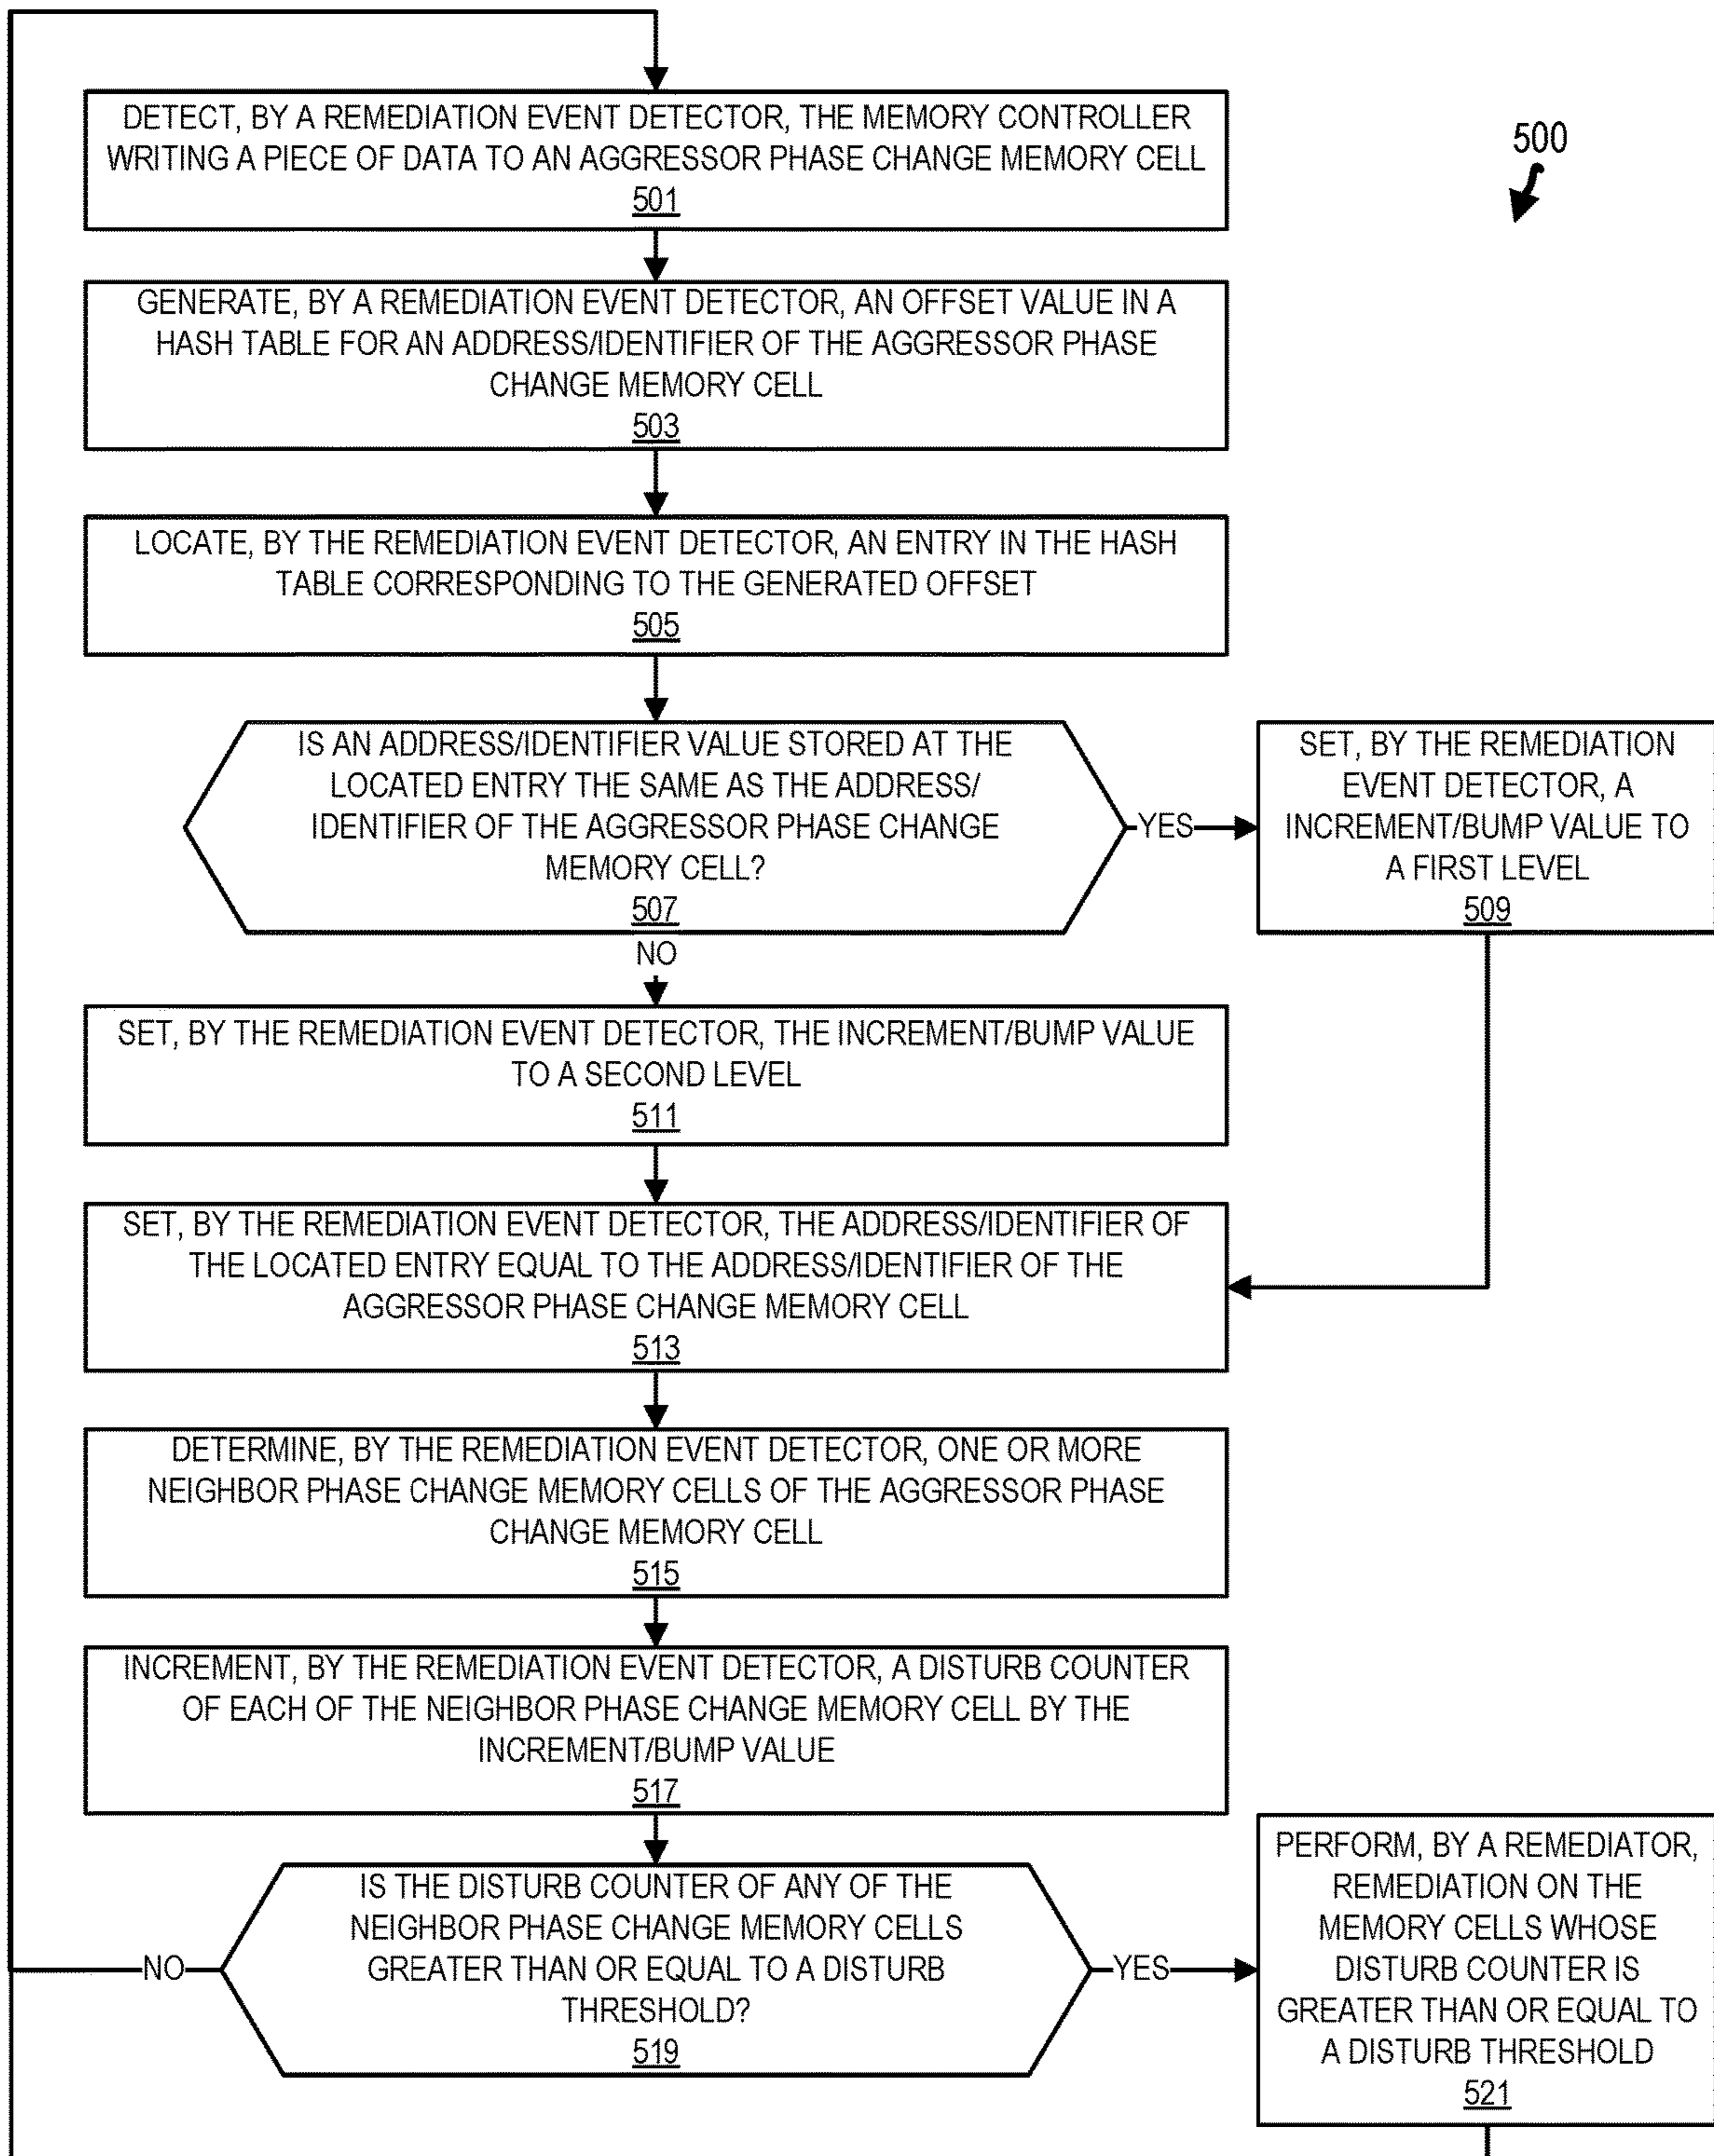 DETECT, BY A REMEDIATION EVENT DETECTOR, THE MEMORY CONTROLLER
WRITING A PIECE OF DATA TO AN AGGRESSOR PHASE CHANGE MEMORY CELL
501
500
GENERATE, BY A REMEDIATION EVENT DETECTOR, AN OFFSET VALUE IN A
HASH TABLE FOR AN ADDRESS/IDENTIFIER OF THE AGGRESSOR PHASE
CHANGE MEMORY CELL
503
LOCATE, BY THE REMEDIATION EVENT DETECTOR, AN ENTRY IN THE HASH
TABLE CORRESPONDING TO THE GENERATED OFFSET
505
IS AN ADDRESS/IDENTIFIER VALUE STORED AT THE
LOCATED ENTRY THE SAME AS THE ADDRESS/
IDENTIFIER OF THE AGGRESSOR PHASE CHANGE
MEMORY CELL?
507
YES
SET, BY THE REMEDIATION
EVENT DETECTOR, A
INCREMENT/BUMP VALUE TO
A FIRST LEVEL
509
NO
SET, BY THE REMEDIATION EVENT DETECTOR, THE INCREMENT/BUMP VALUE
TO A SECOND LEVEL
511
SET, BY THE REMEDIATION EVENT DETECTOR, THE ADDRESS/IDENTIFIER OF
THE LOCATED ENTRY EQUAL TO THE ADDRESS/IDENTIFIER OF THE
AGGRESSOR PHASE CHANGE MEMORY CELL
513
DETERMINE, BY THE REMEDIATION EVENT DETECTOR, ONE OR MORE
NEIGHBOR PHASE CHANGE MEMORY CELLS OF THE AGGRESSOR PHASE
CHANGE MEMORY CELL
515
INCREMENT, BY THE REMEDIATION EVENT DETECTOR, A DISTURB COUNTER
OF EACH OF THE NEIGHBOR PHASE CHANGE MEMORY CELL BY THE
INCREMENT/BUMP VALUE
517
IS THE DISTURB COUNTER OF ANY OF THE
NEIGHBOR PHASE CHANGE MEMORY CELLS
GREATER THAN OR EQUAL TO A DISTURB
THRESHOLD?
519
NO
YES
PERFORM, BY A REMEDIATOR,
REMEDIATION ON THE
MEMORY CELLS WHOSE
DISTURB COUNTER IS
GREATER THAN OR EQUAL TO
A DISTURB THRESHOLD
521